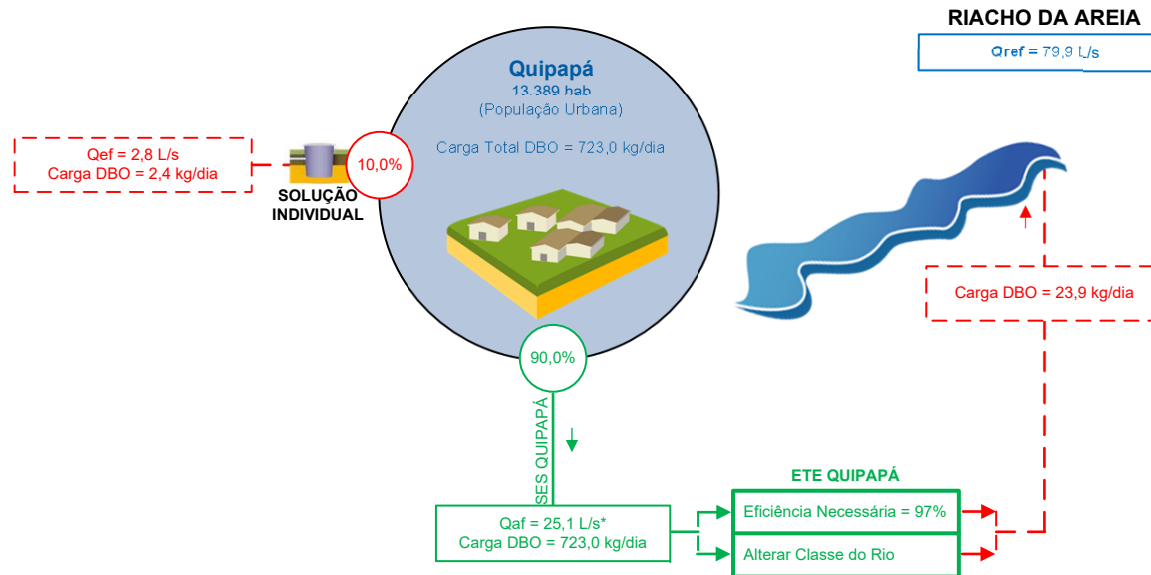 RIACHO DA AREIA
Qref = 79,9 L/s
Quipapá
13.389 hab
(População Urbana)
Carga Total DBO = 723,0 kg/dia
Qef = 2,8 L/s
Carga DBO = 2,4 kg/dia
10,0%
SOLUÇÃO
INDIVIDUAL
Carga DBO = 23,9 kg/dia
90,0%
SES QUIPAPÁ
ETE QUIPAPÁ
Qaf = 25,1 L/s*
Carga DBO = 723,0 kg/dia
Eficiência Necessária = 97%
Alterar Classe do Rio